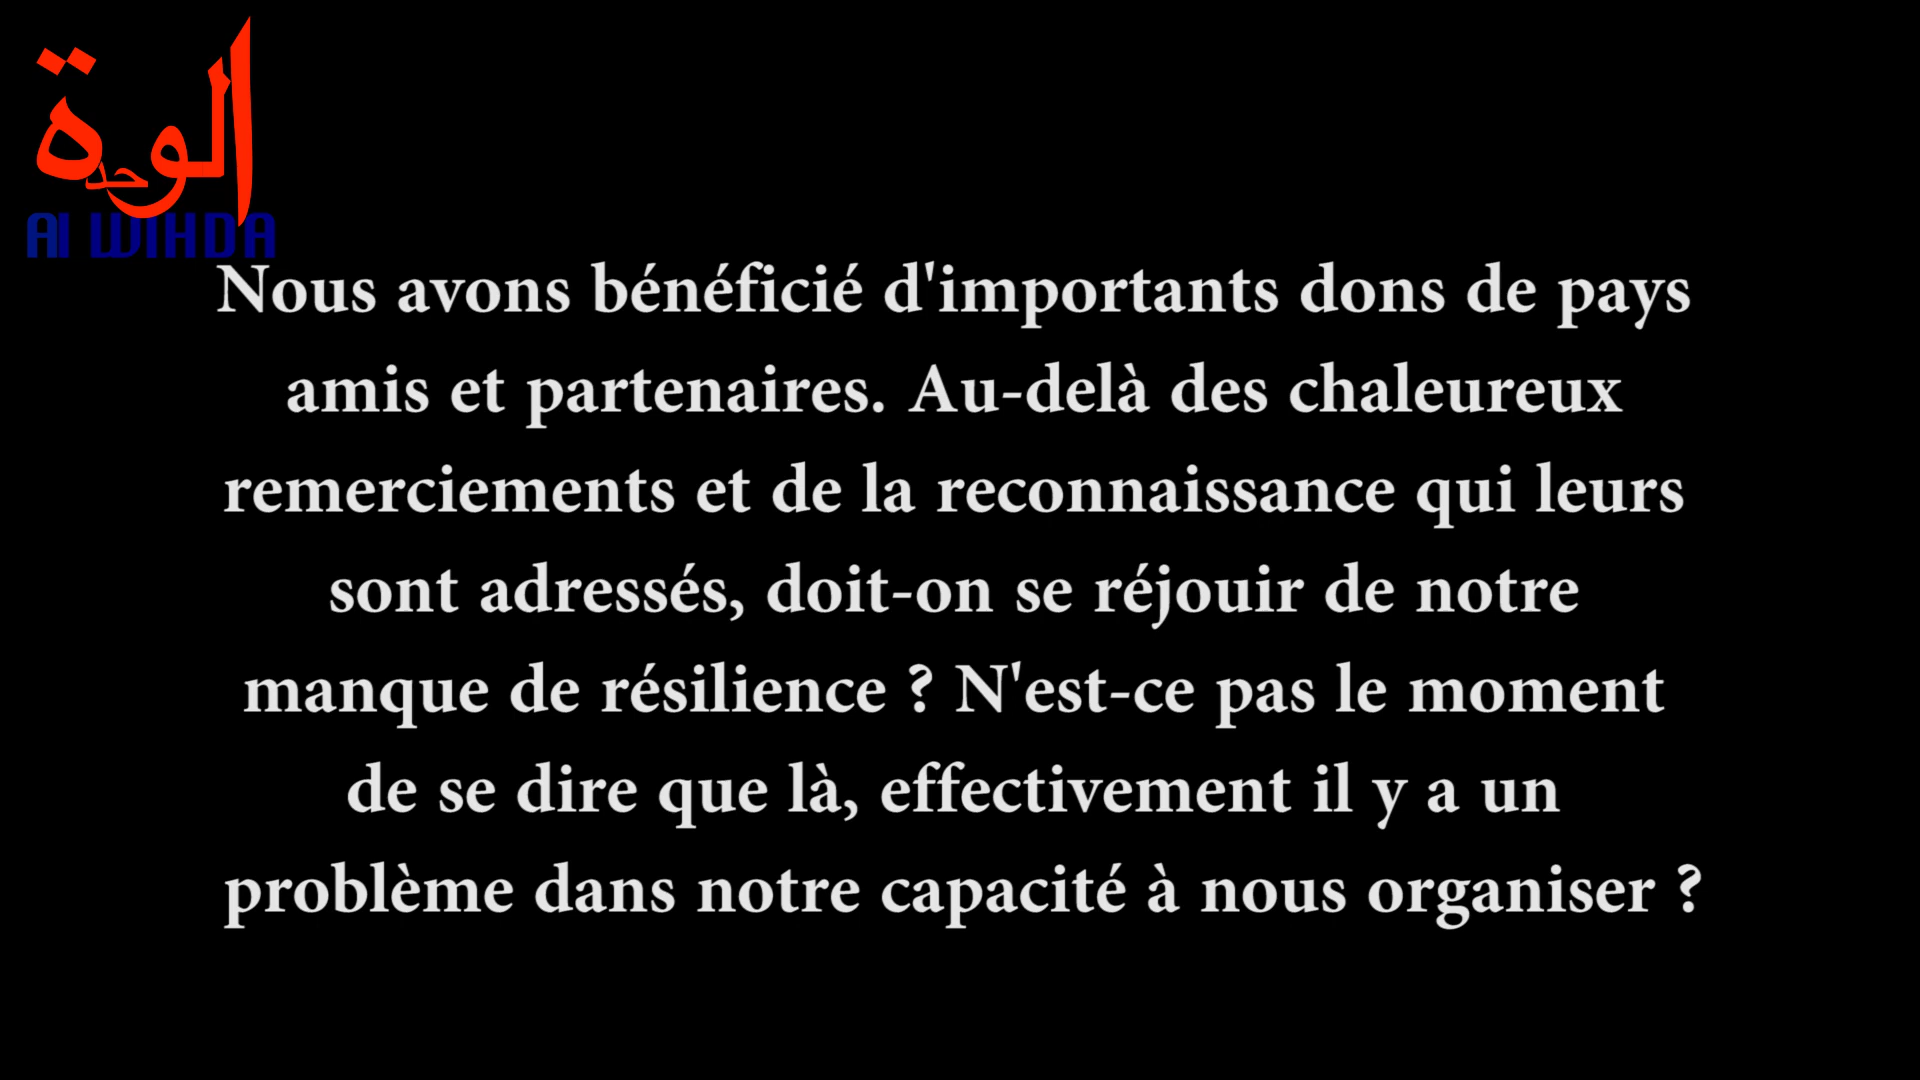 الوحدة
Al WIHDA
Nous avons bénéficié d'importants dons de pays
amis et partenaires. Au-delà des chaleureux
remerciements et de la reconnaissance qui leurs
sont adressés, doit-on se réjouir de notre
manque de résilience ? N'est-ce pas le moment
de se dire que là, effectivement il y a un
problème dans notre capacité à nous organiser ?